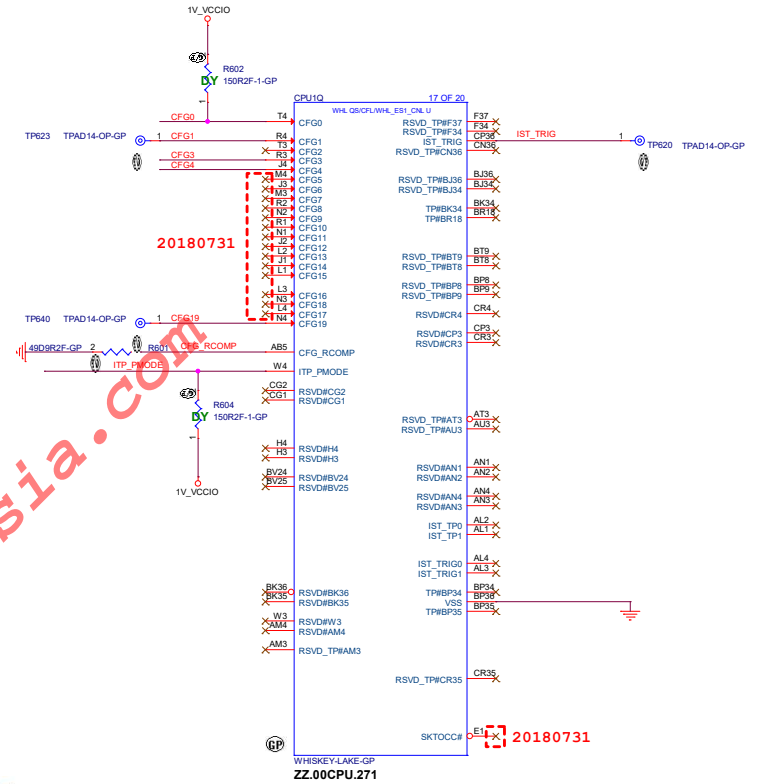 1V_VCCIO
R602
150R2F-1-GP
DY
1
CPU1Q
17 OF 20
WHL QS/CFL/WHL_ES1_CNL U
CFG0 T4 CFG0
RSVD_TP#F37 F37
RSVD_TP#F34 F34
TP623 TPAD14-OP-GP 1 CFG1 R4 CFG1
IST_TRIG CP36 IST_TRIG 1 TP620 TPAD14-OP-GP
T3 CFG2
RSVD_TP#CN36 CN36
CFG3 R3 CFG3
CFG4 J4 CFG4
M4 CFG5
RSVD_TP#BJ36 BJ36
J3 CFG6
RSVD_TP#BJ34 BJ34
M3 CFG7
R2 CFG8
TP#BK34 BK34
N2 CFG9
TP#BR18 BR18
R1 CFG10
N1 CFG11
20180731
J2 CFG12
L2 CFG13
RSVD_TP#BT9 BT9
J1 CFG14
RSVD_TP#BT8 BT8
L1 CFG15
RSVD_TP#BP8 BP8
L3 CFG16
RSVD_TP#BP9 BP9
N3 CFG18
L4 CFG17
RSVD#CR4 CR4
TP640 TPAD14-OP-GP 1 CFG19 N4 CFG19
RSVD#CP3 CP3
RSVD#CR3 CR3
49D9R2F-GP 2 R601 CFG_RCOMP AB5 CFG_RCOMP
ITP_PMODE W4 ITP_PMODE
CG2 RSVD#CG2
CG1 RSVD#CG1
R604
150R2F-1-GP
DY
1
1V_VCCIO
RSVD_TP#AT3 AT3
RSVD_TP#AU3 AU3
H4 RSVD#H4
H3 RSVD#H3
RSVD#AN1 AN1
RSVD#AN2 AN2
BV24 RSVD#BV24
BV25 RSVD#BV25
RSVD#AN4 AN4
RSVD#AN3 AN3
IST_TP0 AL2
IST_TP1 AL1
IST_TRIG0 AL4
IST_TRIG1 AL3
BK36 RSVD#BK36
BK35 RSVD#BK35
TP#BP34 BP34
VSS BP36
TP#BP35 BP35
W3 RSVD#W3
AM4 RSVD#AM4
AM3 RSVD_TP#AM3
RSVD_TP#CR35 CR35
SKTOCC# E1
20180731
GP
WHISKEY-LAKE-GP
ZZ.00CPU.271
sia.com